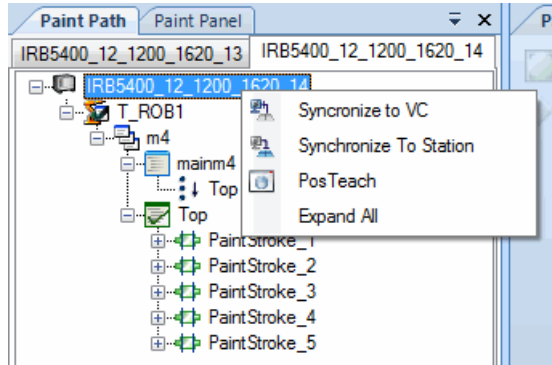 Paint Path Paint Panel
IRB5400_12_1200_1620_13 IRB5400_12_1200_1620_14
IRB5400_12_1200_1620_14
T_ROB1
Syncronize to VC
m4
Synchronize To Station
mainm4
PosTeach
Top
Top
Expand All
PaintStroke_1
PaintStroke_2
PaintStroke_3
PaintStroke_4
PaintStroke_5